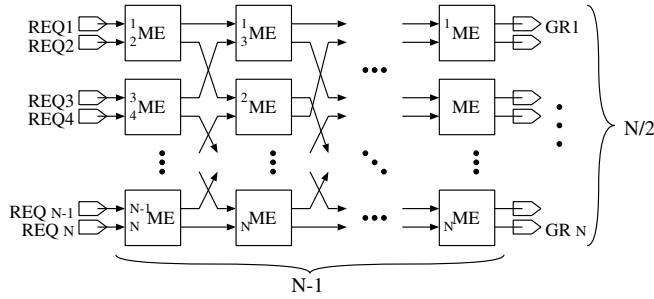 REQ1 1 ME 1 ME 1 ME GR1
REQ2 2 3
REQ3 3 ME 2 ME ME
REQ4 4
N/2
REQ N-1 N-1 ME ME ME
REQ N N N N GR N
N-1